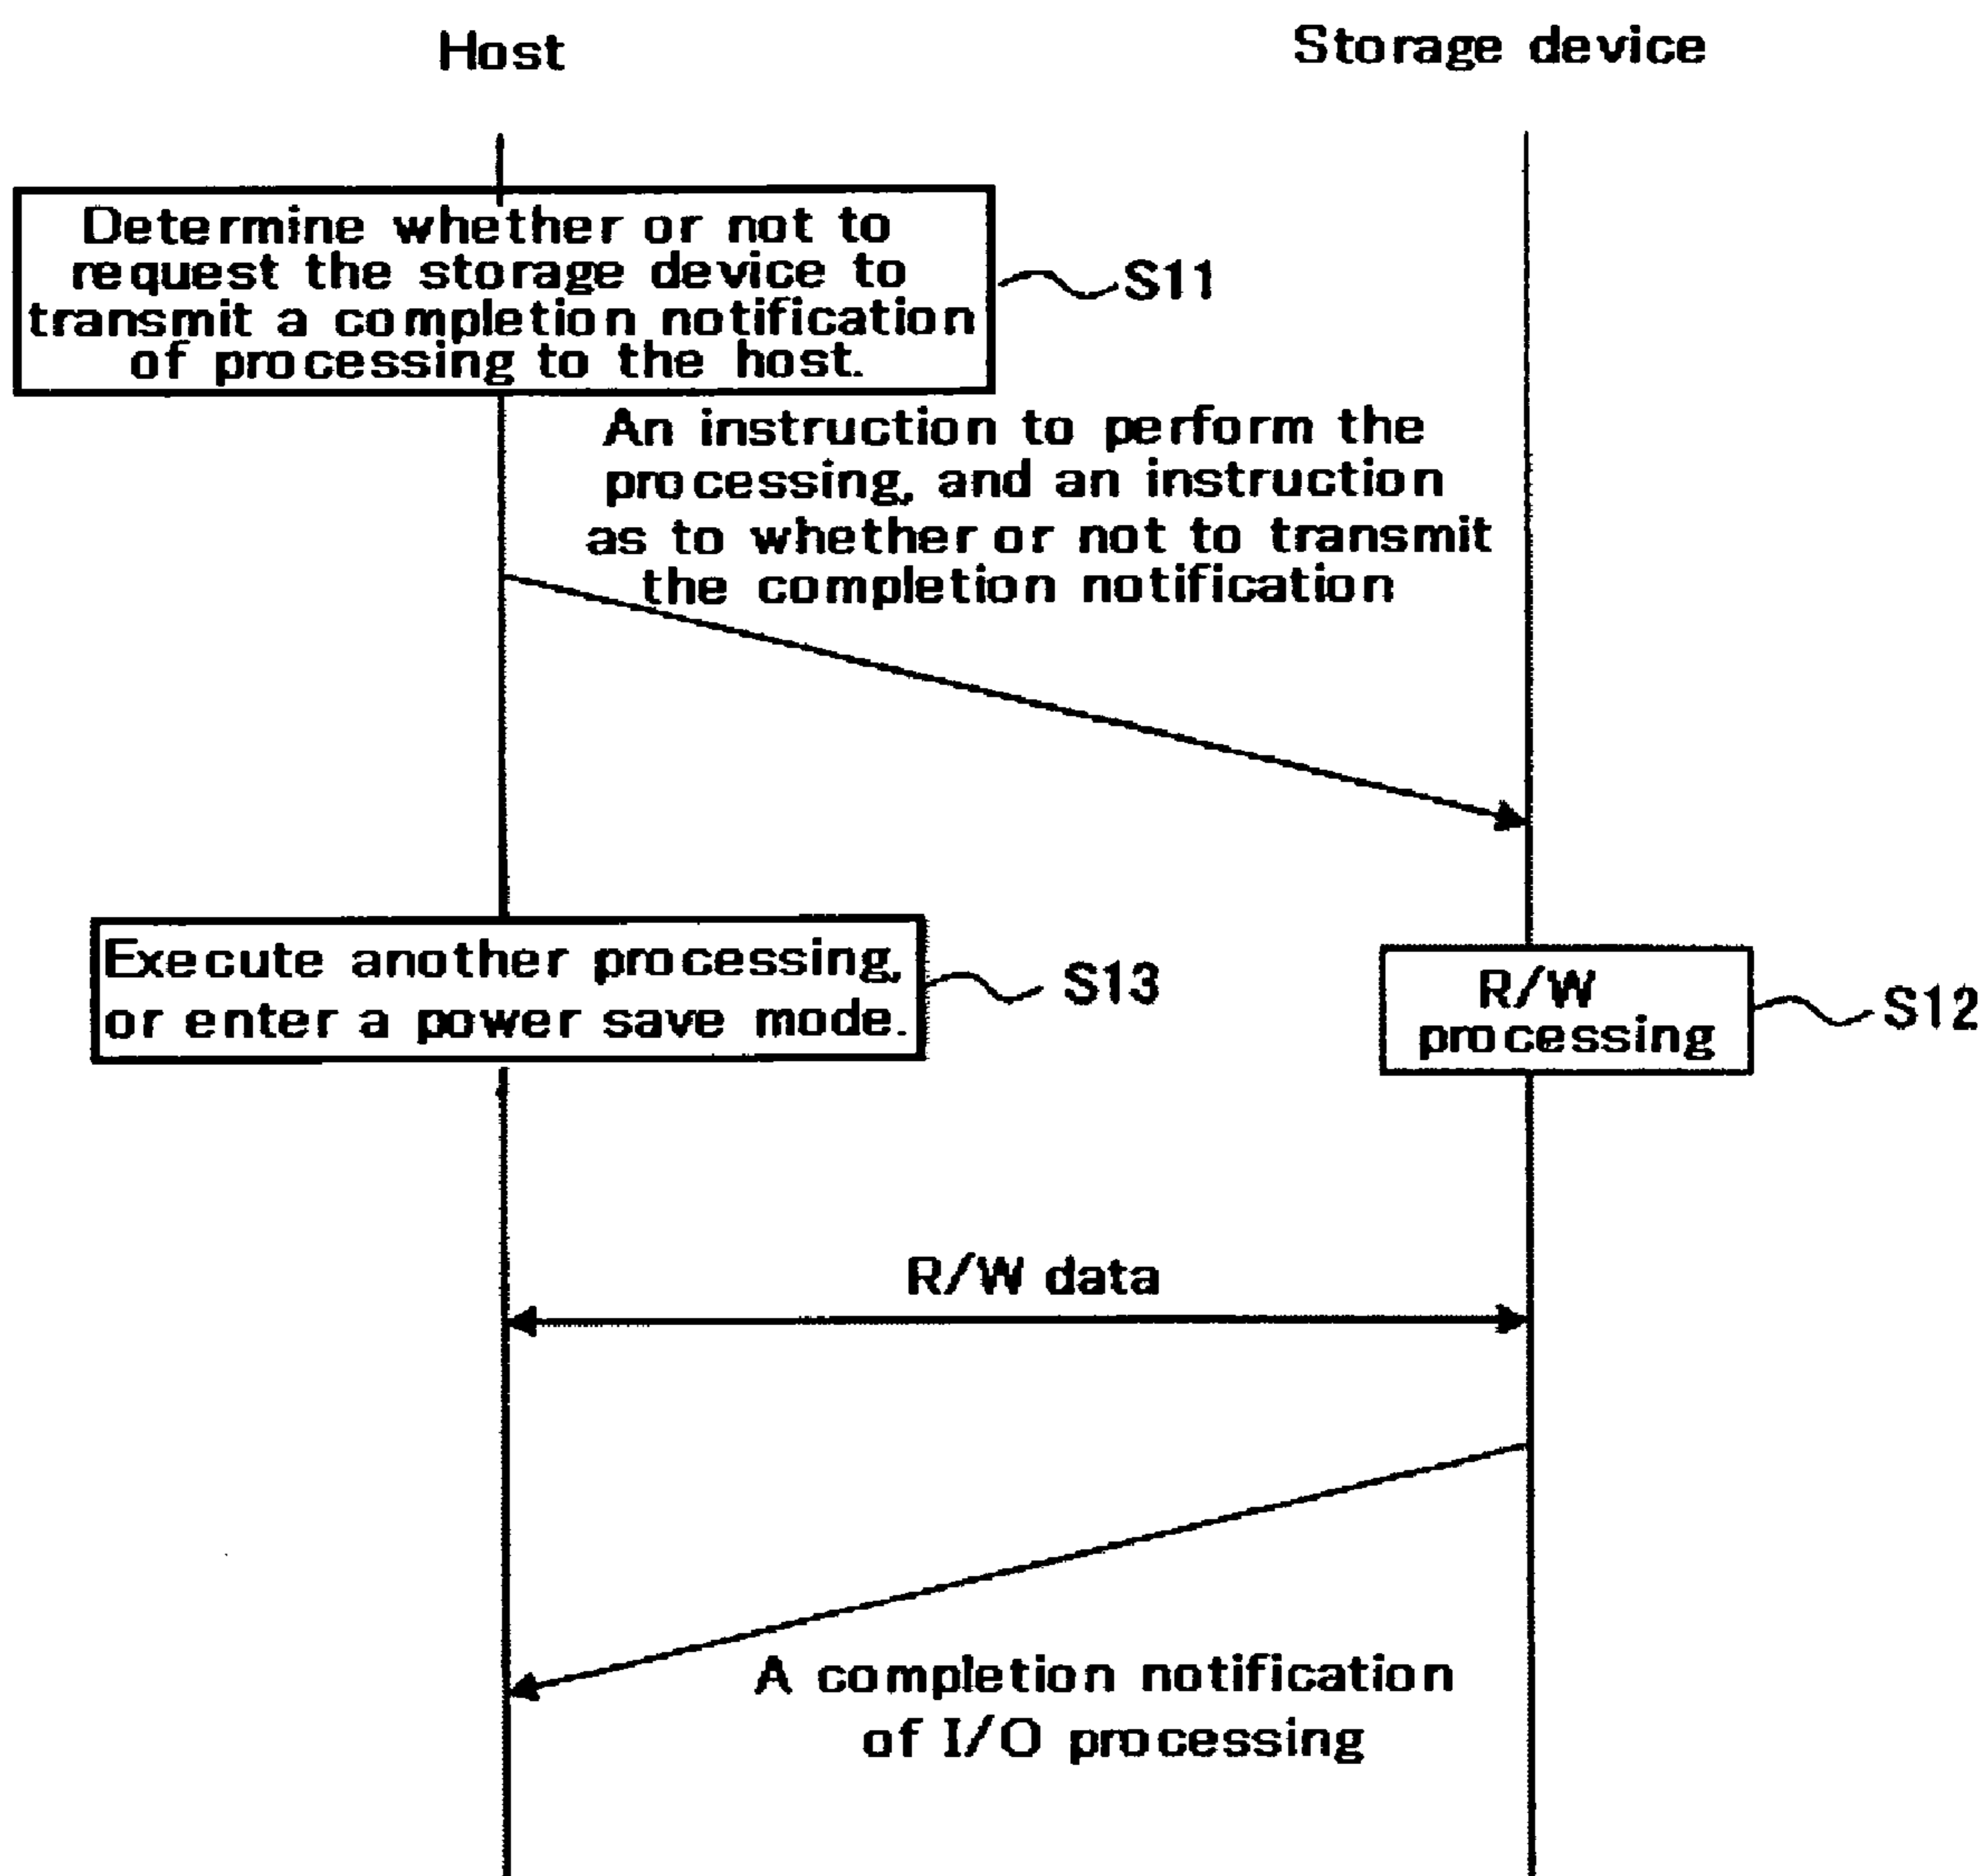 Host
Storage device
Determine whether or not to
request the storage device to
transmit a completion notification
of processing to the host.
S11
An instruction to perform the
processing, and an instruction
as to whether or not to transmit
the completion notification
Execute another processing,
or enter a power save mode.
S13
R/W
processing
S12
R/W data
A completion notification
of I/O processing